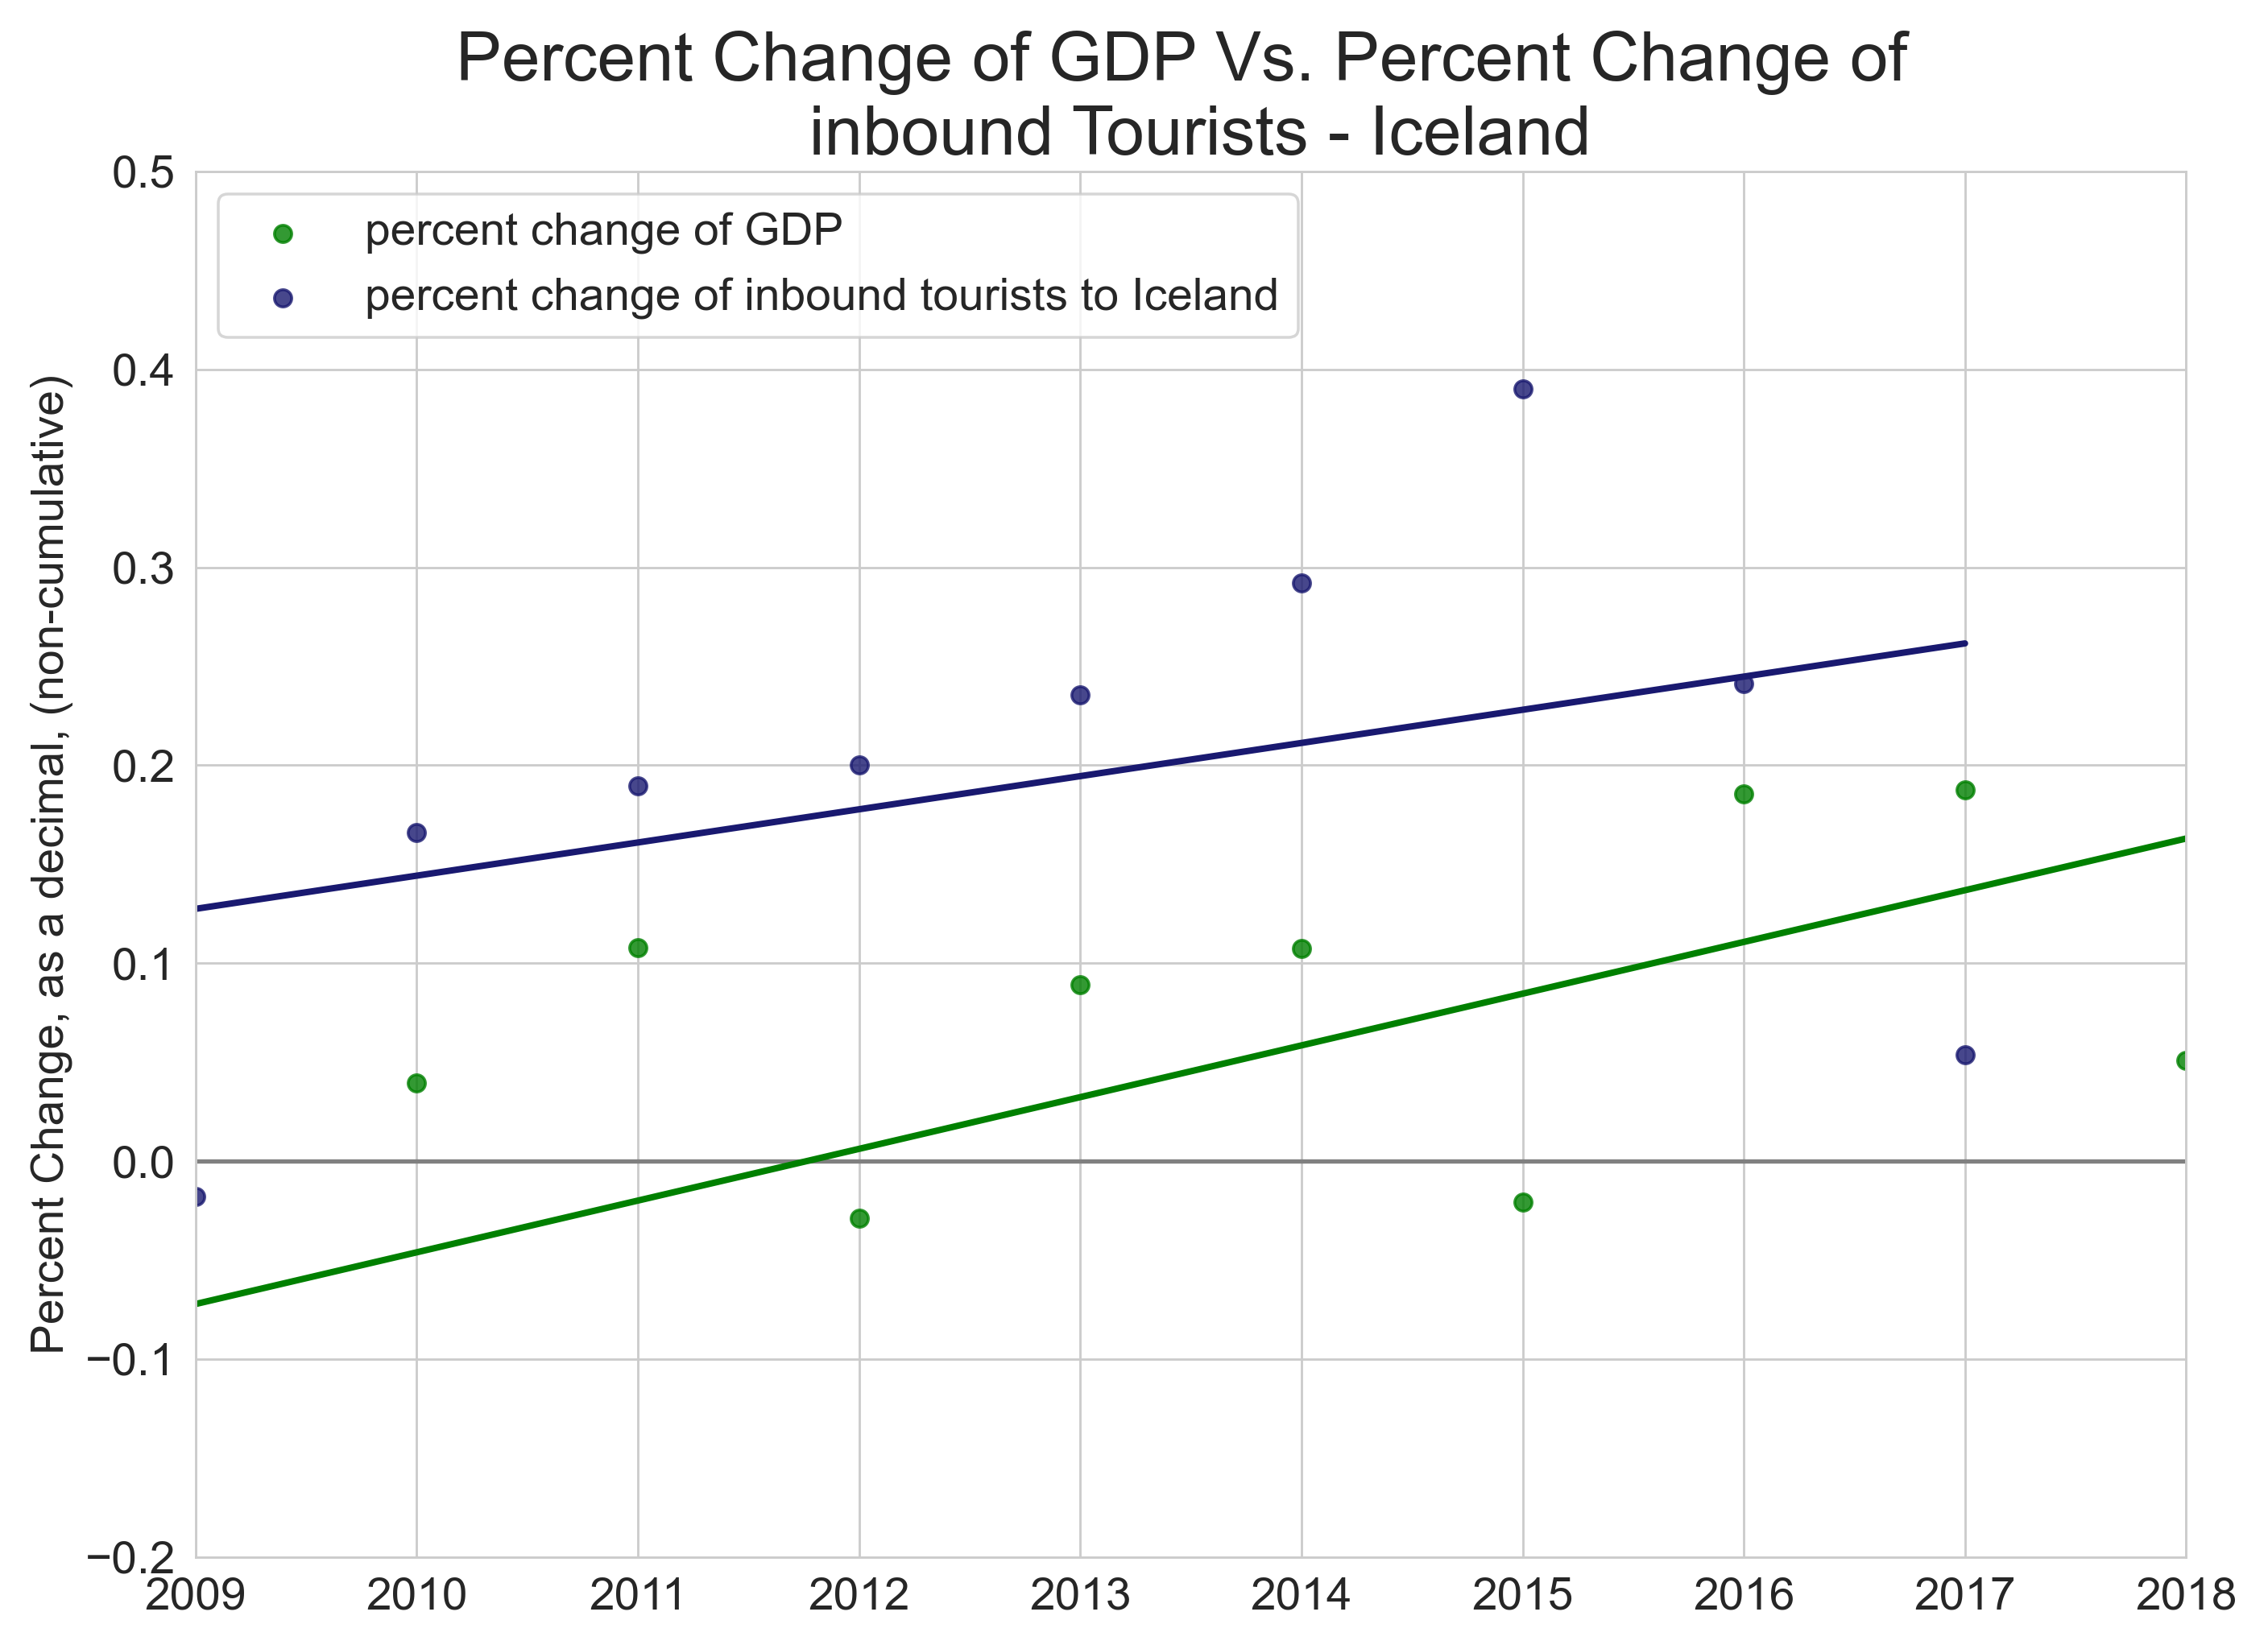 Percent Change of GDP Vs. Percent Change of
inbound Tourists - Iceland
percent change of GDP
percent change of inbound tourists to Iceland
Percent Change, as a decimal, (non-cumulative)
0.5
0.4
0.3
0.2
0.1
0.0
−0.1
−0.2
2009 2010 2011 2012 2013 2014 2015 2016 2017 2018